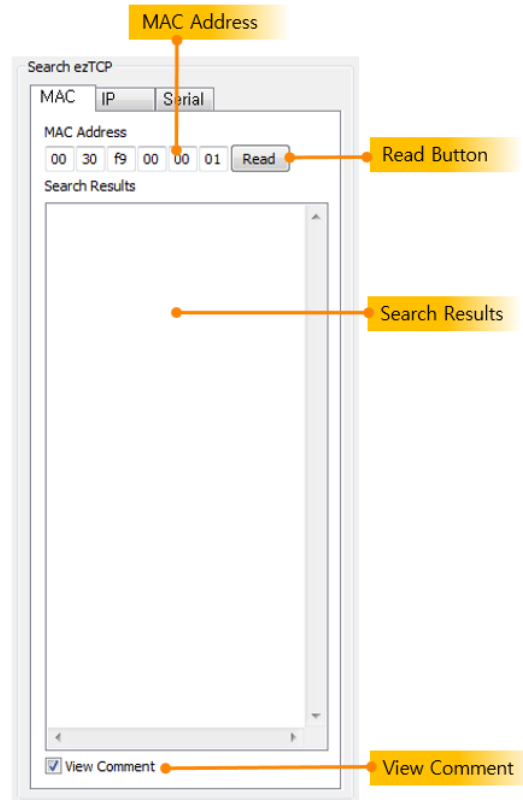 MAC Address
Search ezTCP
MAC IP Serial
MAC Address
00 30 f9 00 00 01 Read
Read Button
Search Results
Search Results
View Comment
View Comment